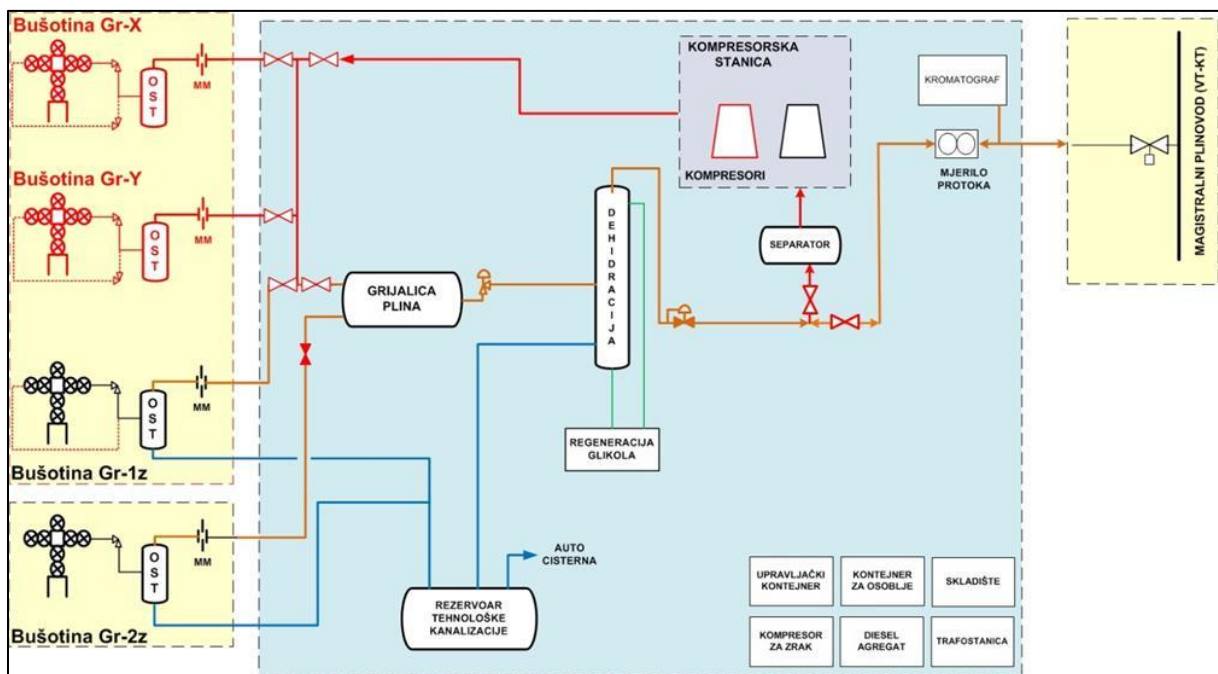 Bušotina Gr-X
OST
MM
Bušotina Gr-Y
OST
MM
OST
MM
Bušotina Gr-1z
OST
MM
Bušotina Gr-2z
KOMPRESORSKA
STANICA
KOMPRESORI
KROMATOGRAF
MJERILO
PROTOKA
MAGISTRALNI PLINOVOD (VT-KT)
GRIJALICA
PLINA
DEHIDRACIJA
SEPARATOR
REGENERACIJA
GLIKOLA
AUTO
CISTERNA
REZERVOAR
TEHNOLOŠKE
KANALIZACIJE
UPRAVLJAČKI
KONTEJNER
KONTEJNER
ZA OSOBLJE
SKLADIŠTE
KOMPRESOR
ZA ZRAK
DIESEL
AGREGAT
TRAFOSTANICA